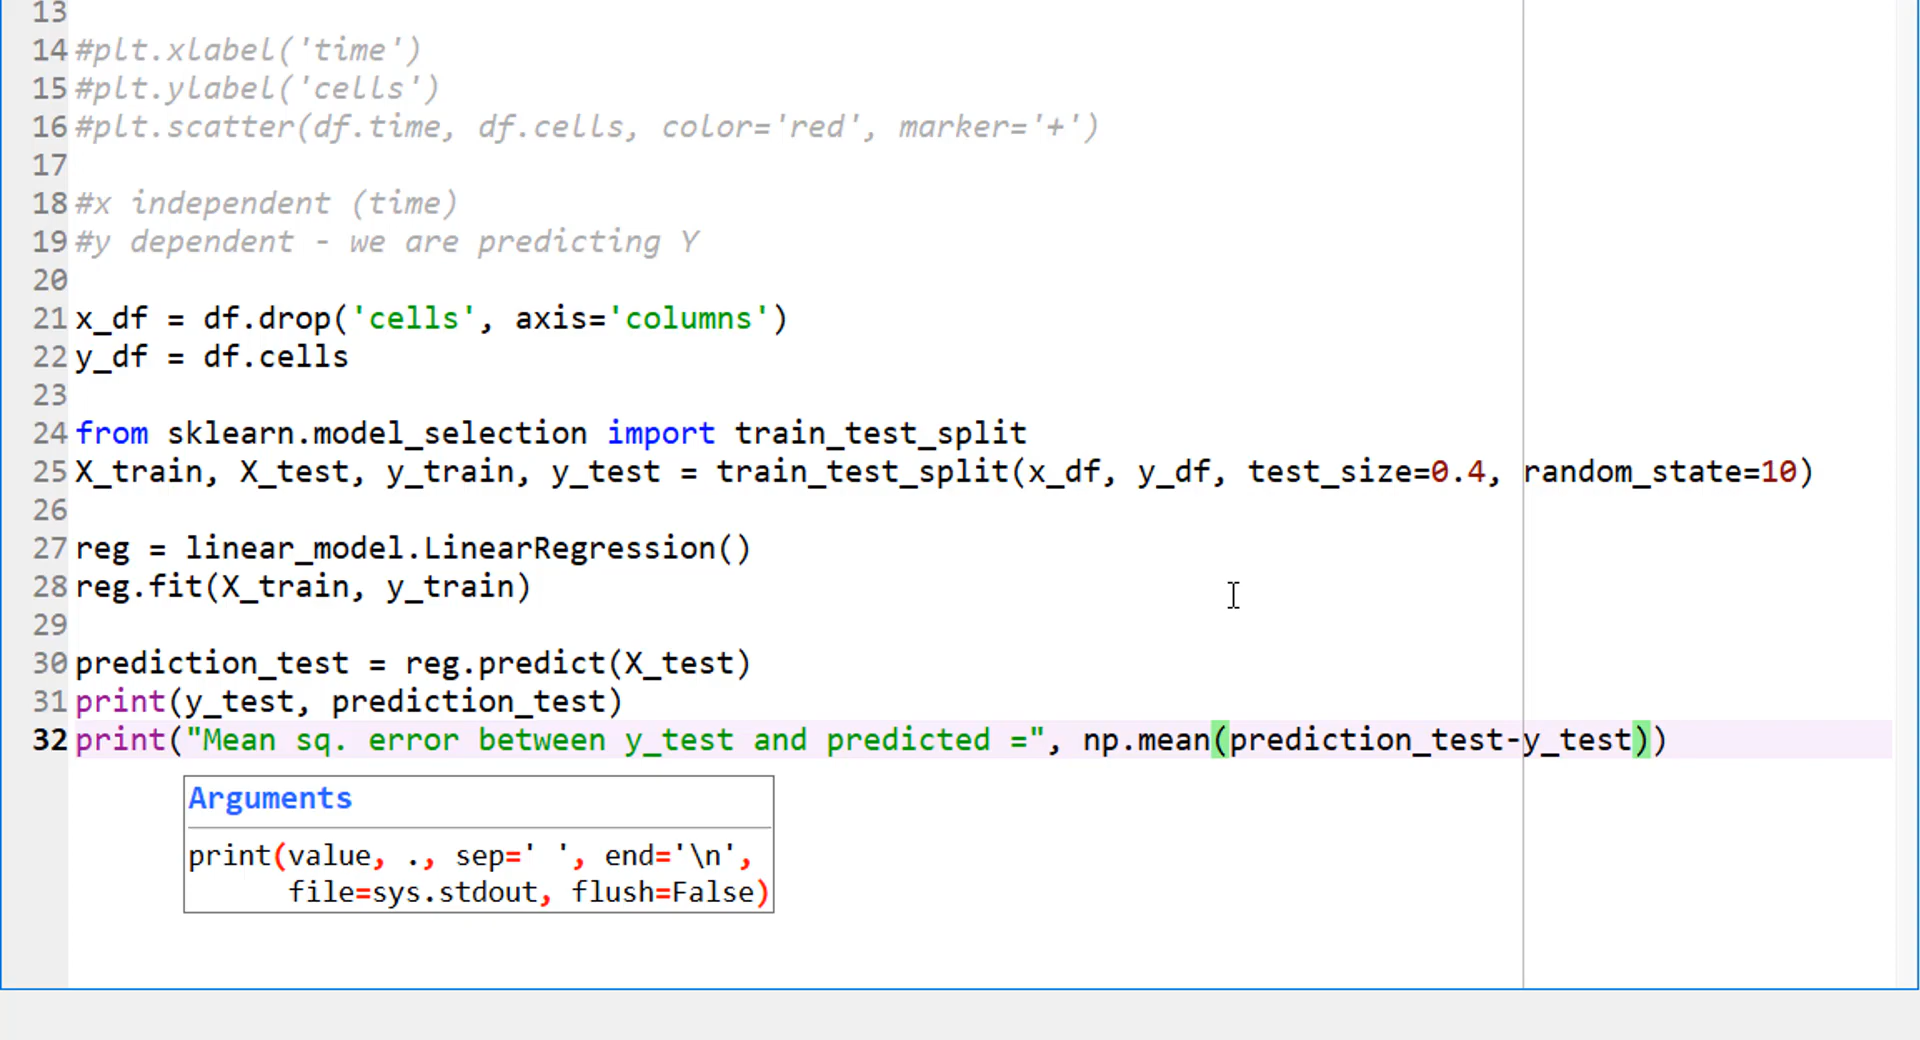 13
14 #plt.xlabel('time')
15 #plt.ylabel('cells')
16 #plt.scatter(df.time, df.cells, color='red', marker='+')
17
18 #x independent (time)
19 #y dependent - we are predicting Y
20
21 x_df = df.drop('cells', axis='columns')
22 y_df = df.cells
23
24 from sklearn.model_selection import train_test_split
25 X_train, X_test, y_train, y_test = train_test_split(x_df, y_df, test_size=0.4, random_state=10)
26
27 reg = linear_model.LinearRegression()
28 reg.fit(X_train, y_train)
29
30 prediction_test = reg.predict(X_test)
31 print(y_test, prediction_test)
32 print("Mean sq. error between y_test and predicted =", np.mean(prediction_test-y_test))
Arguments
print(value, ., sep=' ', end='\n',
file=sys.stdout, flush=False)